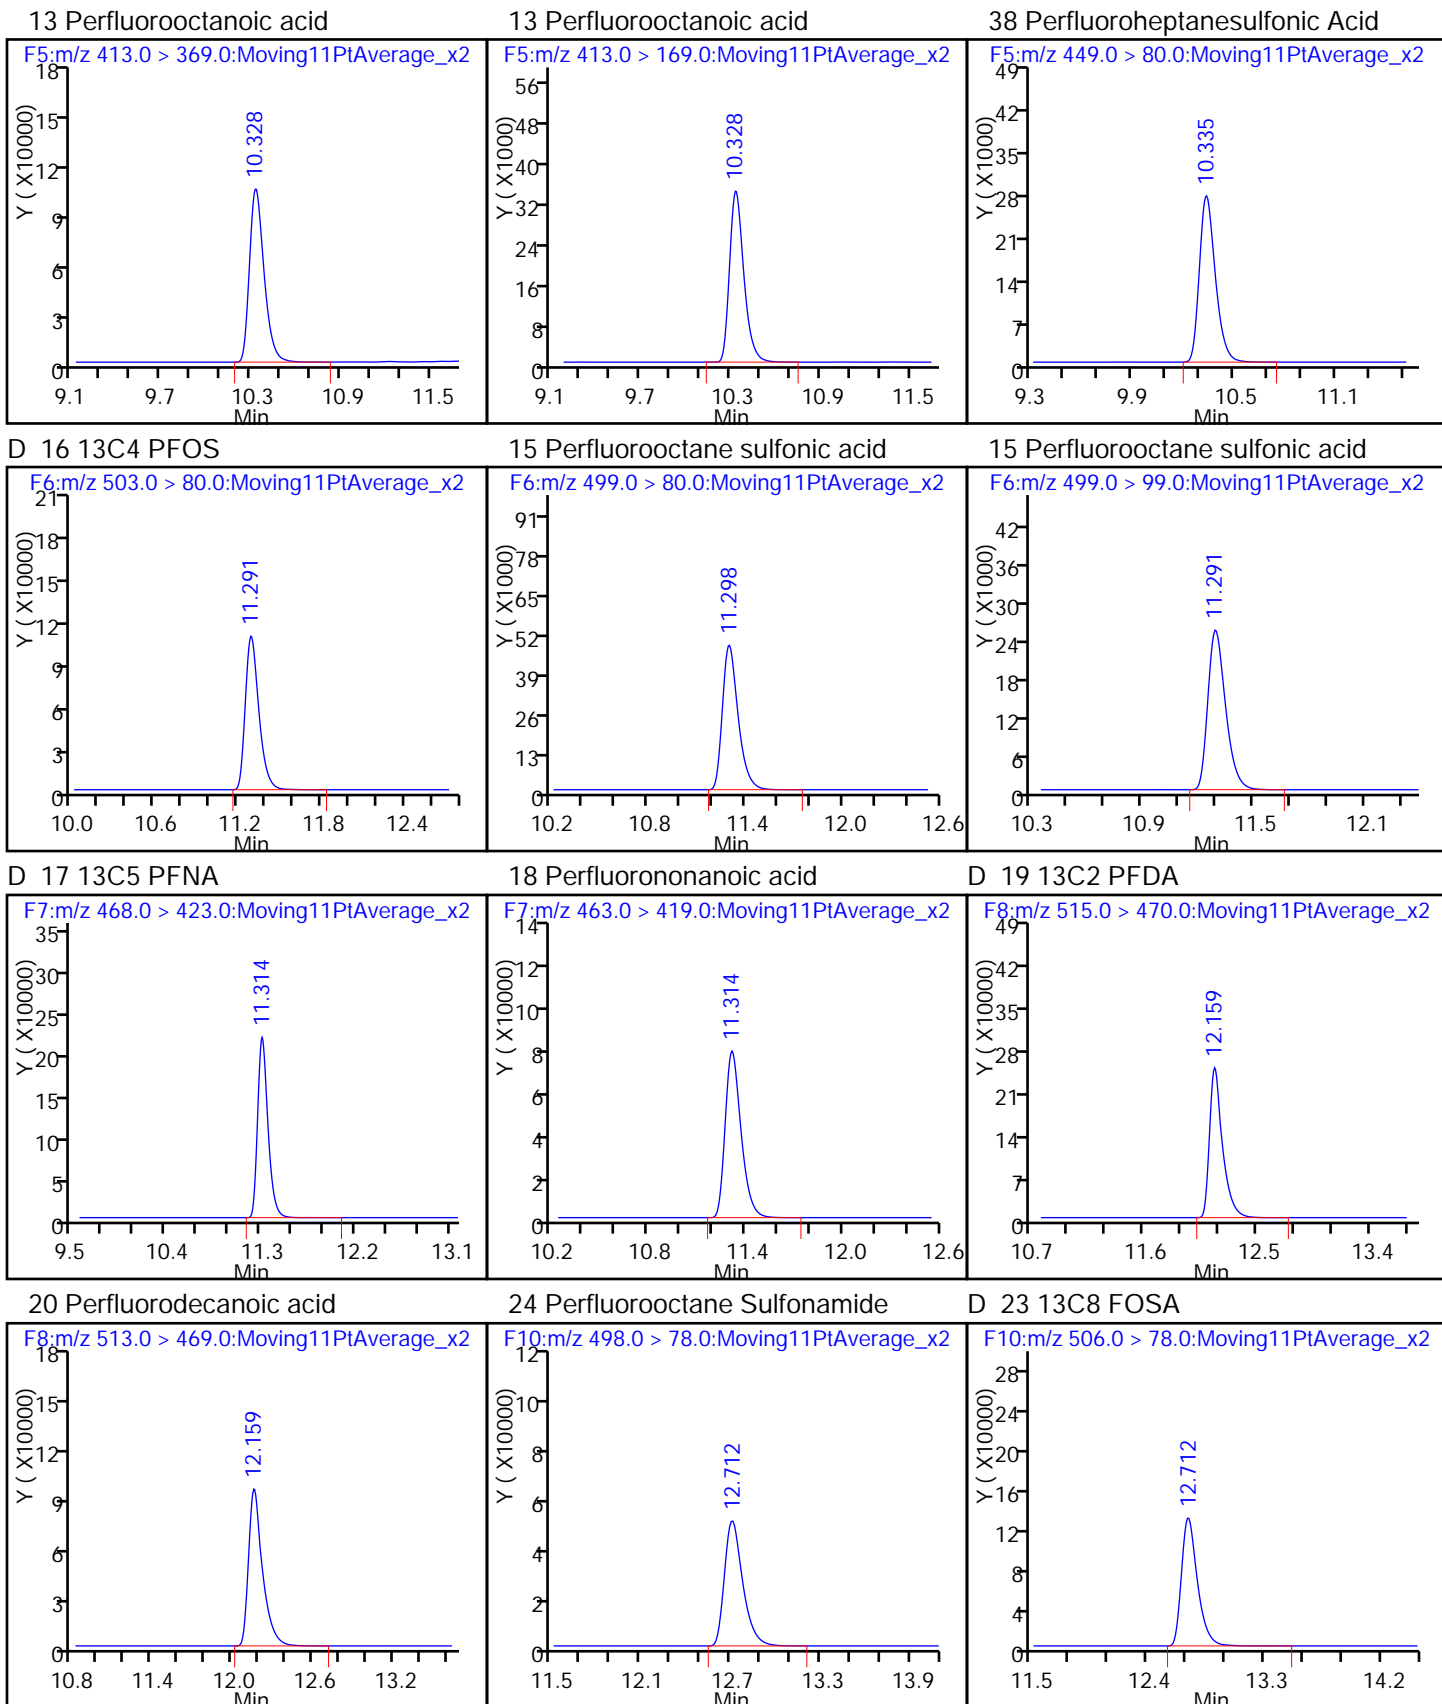 13 Perfluorooctanoic acid
F5:m/z 413.0 > 369.0:Moving11PtAverage_x2
Y ( X10000)
18
15
12
9
6
3
0
10.328
9.1 9.7 10.3 10.9 11.5
Min
13 Perfluorooctanoic acid
F5:m/z 413.0 > 169.0:Moving11PtAverage_x2
Y ( X1000)
56
48
40
32
24
16
8
0
10.328
9.1 9.7 10.3 10.9 11.5
Min
38 Perfluoroheptanesulfonic Acid
F5:m/z 449.0 > 80.0:Moving11PtAverage_x2
Y ( X1000)
49
42
35
28
21
14
7
0
10.335
9.3 9.9 10.5 11.1
Min
D 16 13C4 PFOS
F6:m/z 503.0 > 80.0:Moving11PtAverage_x2
Y ( X10000)
21
18
15
12
9
6
3
0
11.291
10.0 10.6 11.2 11.8 12.4
Min
15 Perfluorooctane sulfonic acid
F6:m/z 499.0 > 80.0:Moving11PtAverage_x2
Y ( X1000)
91
78
65
52
39
26
13
0
11.298
10.2 10.8 11.4 12.0 12.6
Min
15 Perfluorooctane sulfonic acid
F6:m/z 499.0 > 99.0:Moving11PtAverage_x2
Y ( X1000)
42
36
30
24
18
12
6
0
11.291
10.3 10.9 11.5 12.1
Min
D 17 13C5 PFNA
F7:m/z 468.0 > 423.0:Moving11PtAverage_x2
Y ( X10000)
35
30
25
20
15
10
5
0
11.314
9.5 10.4 11.3 12.2 13.1
Min
18 Perfluorononanoic acid
F7:m/z 463.0 > 419.0:Moving11PtAverage_x2
Y ( X10000)
14
12
10
8
6
4
2
0
11.314
10.2 10.8 11.4 12.0 12.6
Min
D 19 13C2 PFDA
F8:m/z 515.0 > 470.0:Moving11PtAverage_x2
Y ( X10000)
49
42
35
28
21
14
7
0
12.159
10.7 11.6 12.5 13.4
Min
20 Perfluorodecanoic acid
F8:m/z 513.0 > 469.0:Moving11PtAverage_x2
Y ( X10000)
18
15
12
9
6
3
0
12.159
10.8 11.4 12.0 12.6 13.2
Min
24 Perfluorooctane Sulfonamide
F10:m/z 498.0 > 78.0:Moving11PtAverage_x2
Y ( X10000)
12
10
8
6
4
2
0
12.712
11.5 12.1 12.7 13.3 13.9
Min
D 23 13C8 FOSA
F10:m/z 506.0 > 78.0:Moving11PtAverage_x2
Y ( X10000)
28
24
20
16
12
8
4
0
12.712
11.5 12.4 13.3 14.2
Min